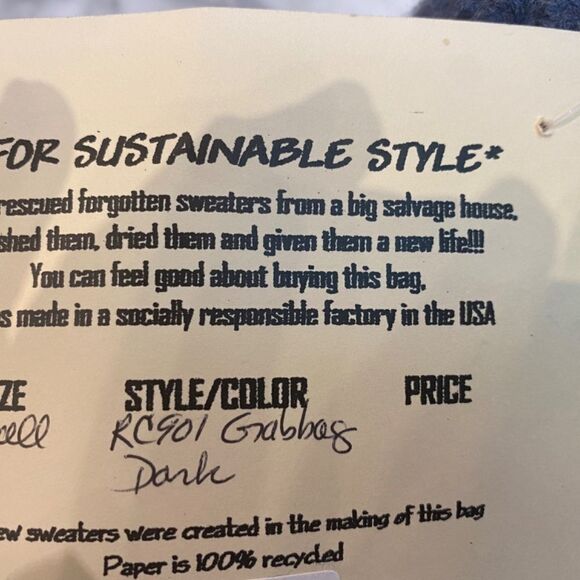 FOR SUSTAINABLE STYLE*
rescued forgotten sweaters from a big salvage house,
shed them, dried them and given them a new life!!!
You can feel good about buying this bag,
s made in a socially responsible factory in the USA
ZE STYLE/COLOR PRICE
RC901 Grabbag
Dark
ew sweaters were created in the making of this bag
Paper is 100% recycled